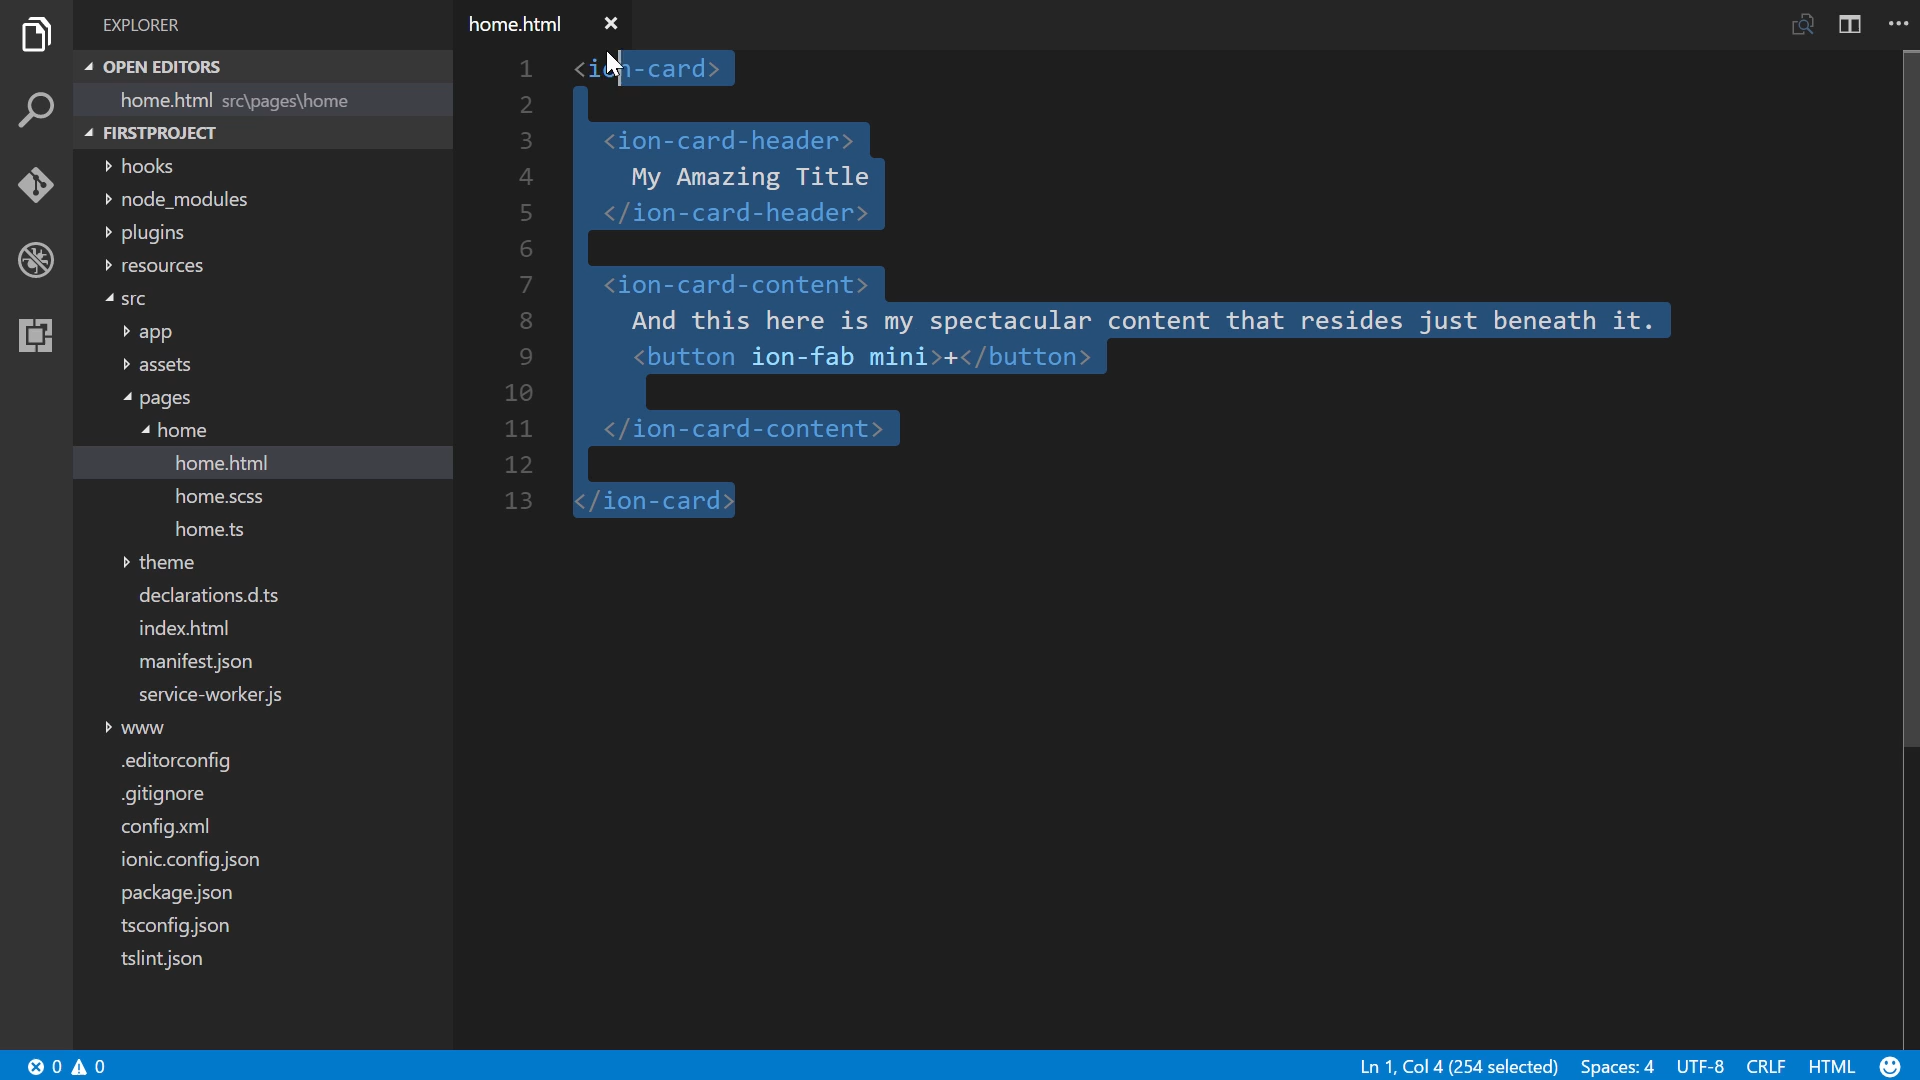 EXPLORER
OPEN EDITORS
home.html src\pages\home
FIRSTPROJECT
hooks
node_modules
plugins
resources
src
app
assets
pages
home
home.html
home.scss
home.ts
theme
declarations.d.ts
index.html
manifest.json
service-worker.js
www
.editorconfig
.gitignore
config.xml
ionic.config.json
package.json
tsconfig.json
tslint.json
home.html
1 <ion-card>
2
3 <ion-card-header>
4 My Amazing Title
5 </ion-card-header>
6
7 <ion-card-content>
8 And this here is my spectacular content that resides just beneath it.
9 <button ion-fab mini>+</button>
10
11 </ion-card-content>
12
13 </ion-card>
0 0 Ln 1, Col 4 (254 selected) Spaces: 4 UTF-8 CRLF HTML